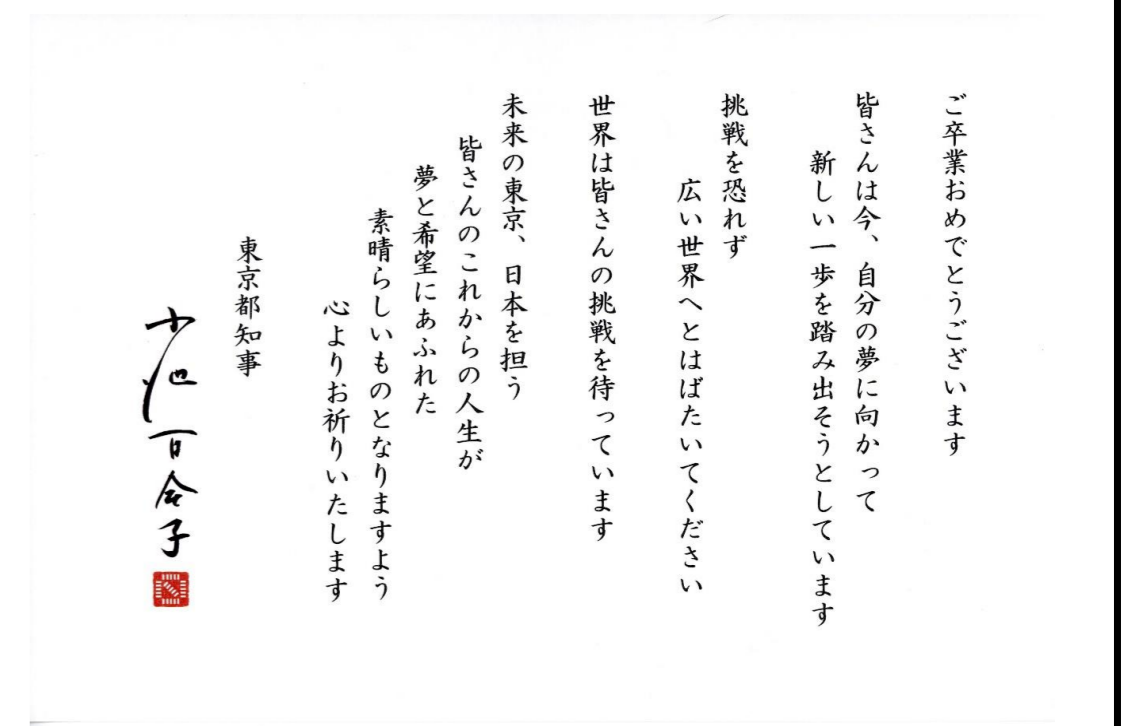 ご卒業おめでとうございます
皆さんは今、自分の夢に向かって
新しい一歩を踏み出そうとしています
挑戦を恐れず
広い世界へとはばたいてください
世界は皆さんの挑戦を待っています
未来の東京、日本を担う
皆さんのこれからの人生が
夢と希望にあふれた
素晴らしいものとなりますよう
心よりお祈りいたします
東京都知事
小池百合子